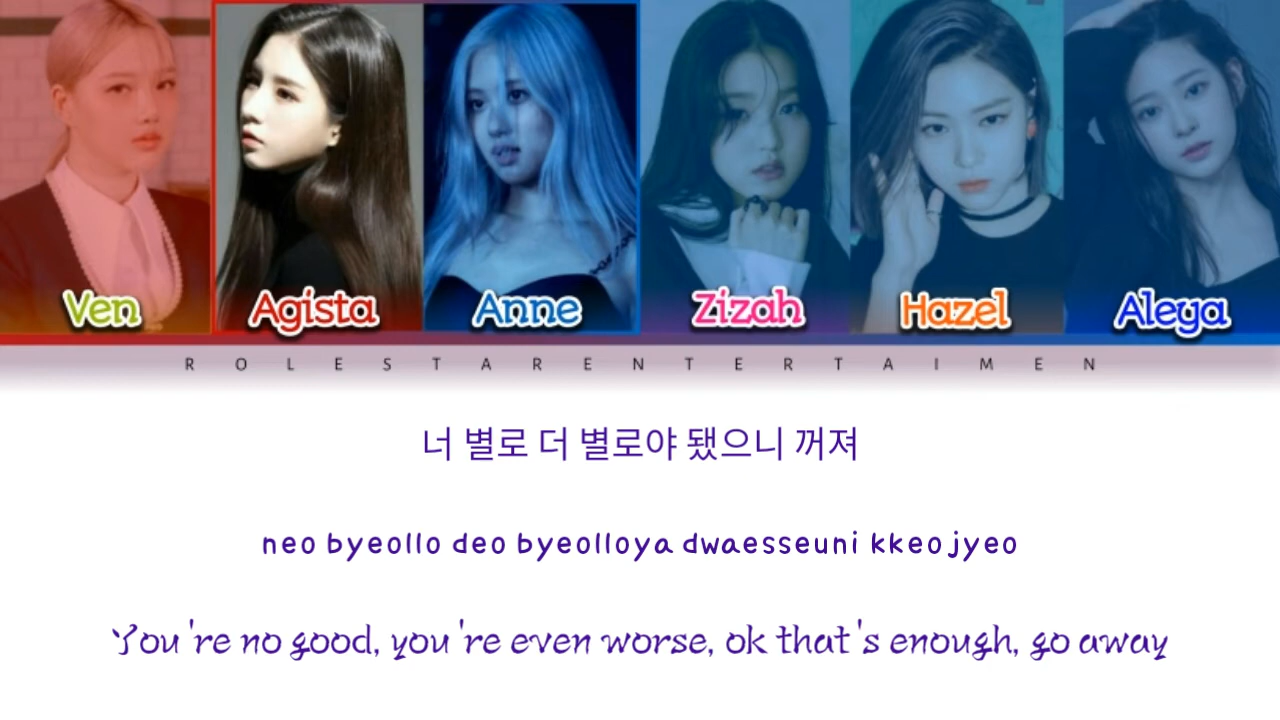 Ven Agista Anne Zizah Hazel Aleya
ROLESTARENTERTAIMEN
너 별로 더 별로야 됐으니 꺼져
neo byeollo deo byeolloya dwaesseuni kkeojyeo
You're no good, you're even worse, ok that's enough, go away